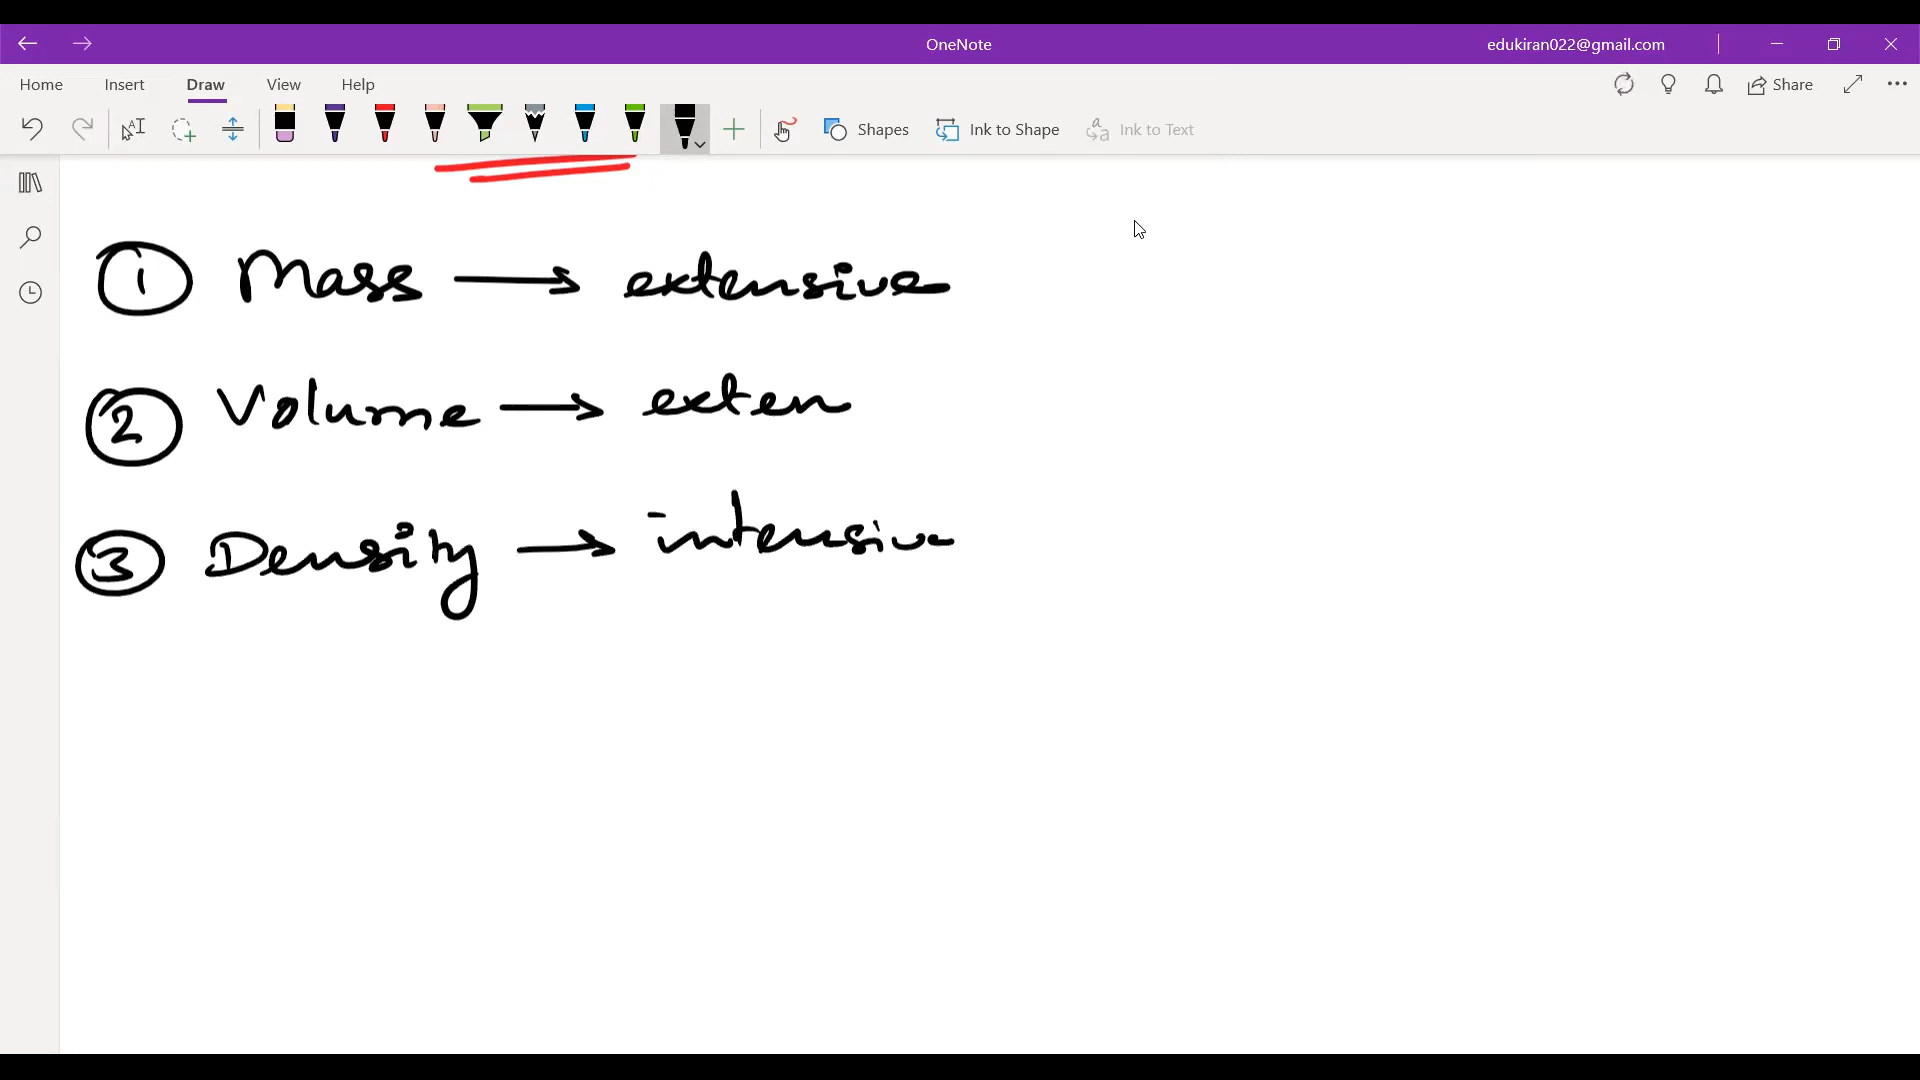 OneNote
edukiran022@gmail.com
Home Insert Draw View Help
Share
Shapes Ink to Shape Ink to Text
① Mass → extensive
② Volume → exten
③ Density → intensive